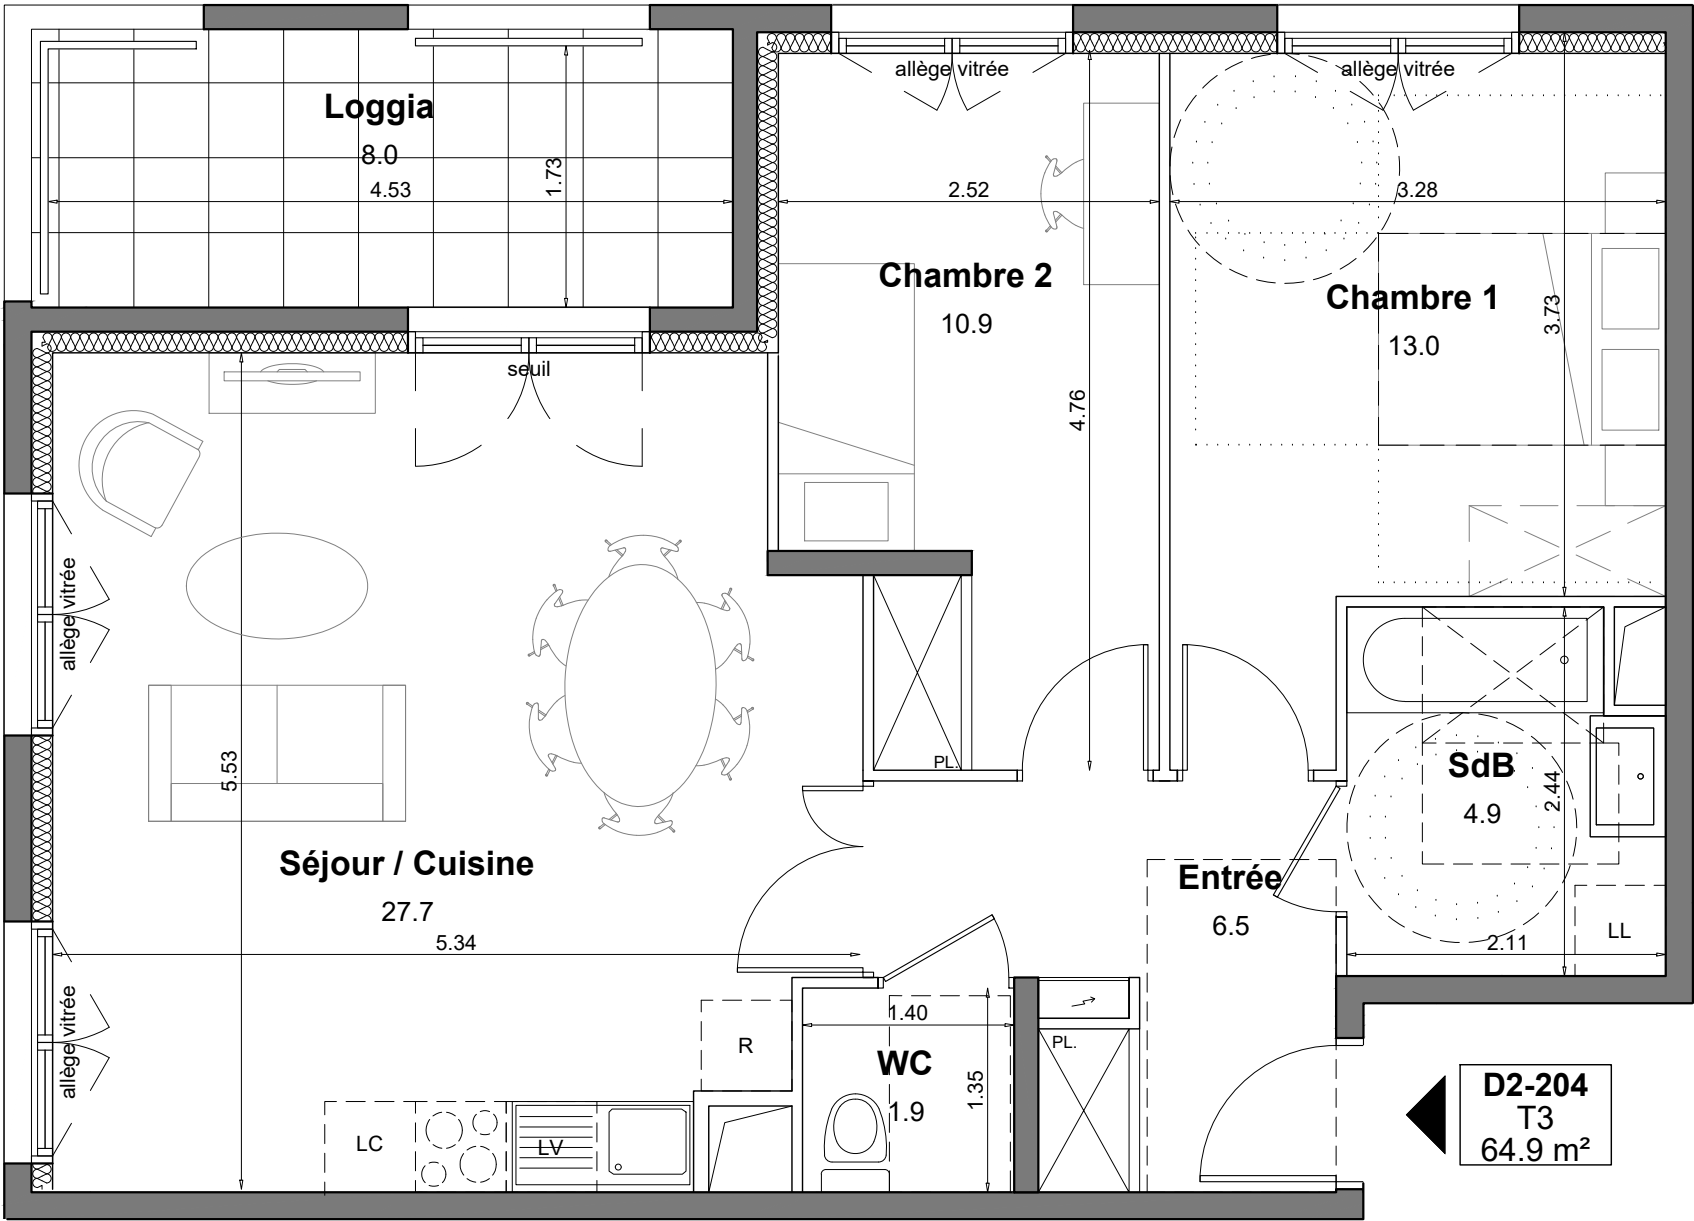 allège vitrée
allège vitrée
Loggia
8.0
4.53
1.73
2.52
3.28
Chambre 2
10.9
Chambre 1
13.0
3.73
seuil
4.76
allège vitrée
5.53
PL.
SdB
4.9
2.44
Séjour / Cuisine
27.7
5.34
Entrée
6.5
LL
2.11
allège vitrée
R
1.40
WC
1.9
1.35
PL.
LC
LV
D2-204
T3
64.9 m²